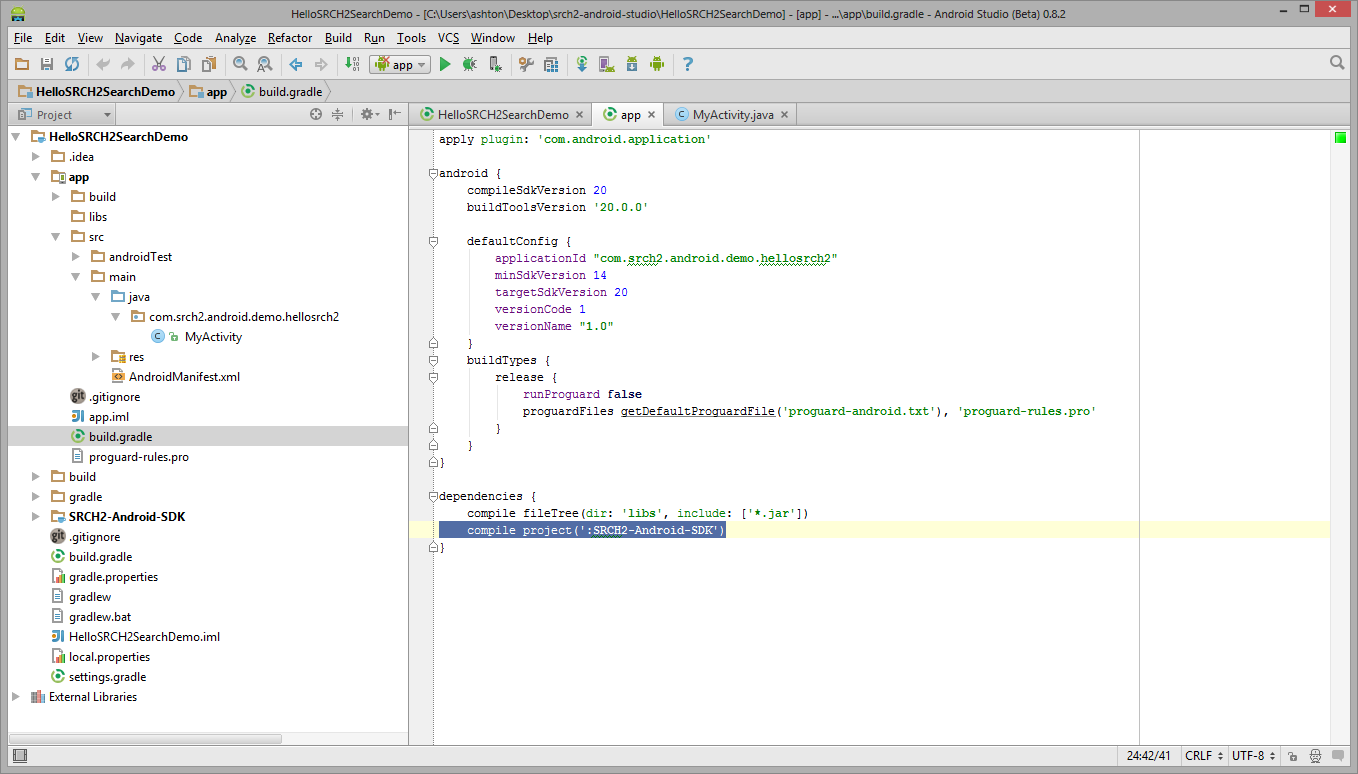 HelloSRCH2SearchDemo - [C:\Users\ashton\Desktop\srch2-android-studio\HelloSRCH2SearchDemo] - [app] - ...\app\build.gradle - Android Studio (Beta) 0.8.2
File Edit View Navigate Code Analyze Refactor Build Run Tools VCS Window Help
app
HelloSRCH2SearchDemo app build.gradle
Project
HelloSRCH2SearchDemo app MyActivity.java
HelloSRCH2SearchDemo
.idea
app
build
libs
src
androidTest
main
java
com.srch2.android.demo.hellosrch2
MyActivity
res
AndroidManifest.xml
.gitignore
app.iml
build.gradle
proguard-rules.pro
build
gradle
SRCH2-Android-SDK
.gitignore
build.gradle
gradle.properties
gradlew
gradlew.bat
HelloSRCH2SearchDemo.iml
local.properties
settings.gradle
External Libraries
apply plugin: 'com.android.application'
android {
compileSdkVersion 20
buildToolsVersion '20.0.0'
defaultConfig {
applicationId "com.srch2.android.demo.hellosrch2"
minSdkVersion 14
targetSdkVersion 20
versionCode 1
versionName "1.0"
}
buildTypes {
release {
runProguard false
proguardFiles getDefaultProguardFile('proguard-android.txt'), 'proguard-rules.pro'
}
}
}
dependencies {
compile fileTree(dir: 'libs', include: ['*.jar'])
compile project(':SRCH2-Android-SDK')
}
24:42/41 CRLF UTF-8